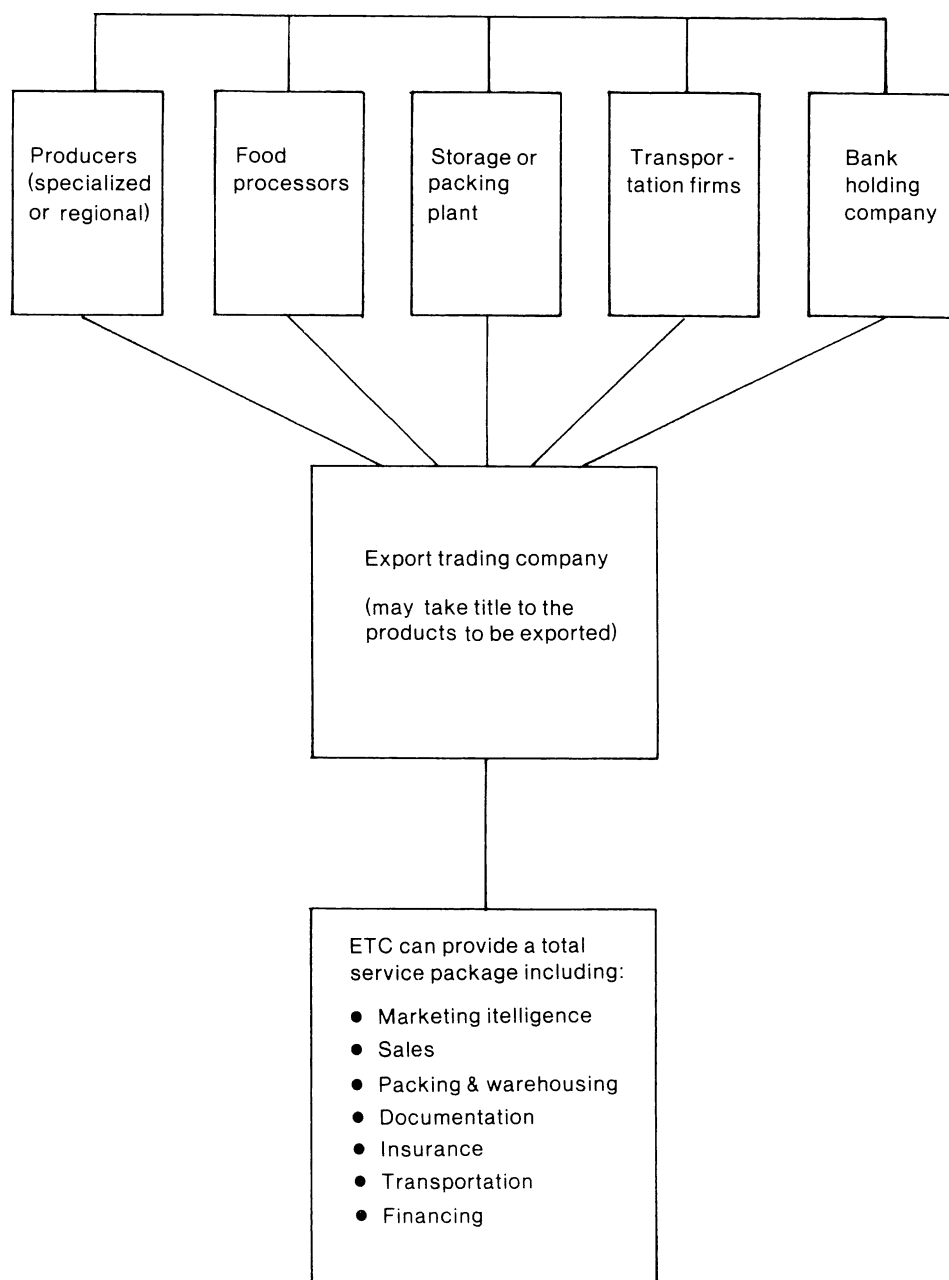 Producers
(specialized
or regional)
Food
processors
Storage or
packing
plant
Transpor-
tation firms
Bank
holding
company
Export trading company
(may take title to the
products to be exported)
ETC can provide a total
service package including:
● Marketing itelligence
● Sales
● Packing & warehousing
● Documentation
● Insurance
● Transportation
● Financing